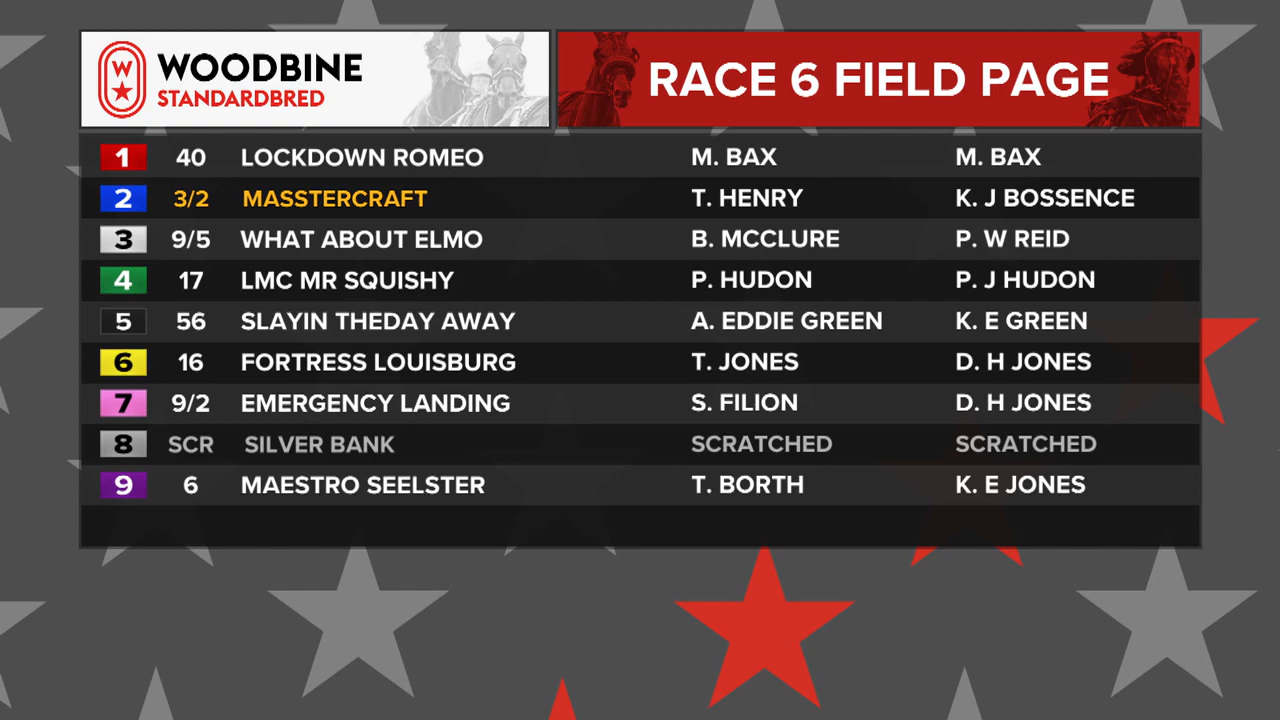 W
WOODBINE
STANDARDBRED
RACE 6 FIELD PAGE
1 40 LOCKDOWN ROMEO M. BAX M. BAX
2 3/2 MASSTERCRAFT T. HENRY K. J BOSSENCE
3 9/5 WHAT ABOUT ELMO B. MCCLURE P. W REID
4 17 LMC MR SQUISHY P. HUDON P. J HUDON
5 56 SLAYIN THEDAY AWAY A. EDDIE GREEN K. E GREEN
6 16 FORTRESS LOUISBURG T. JONES D. H JONES
7 9/2 EMERGENCY LANDING S. FILION D. H JONES
8 SCR SILVER BANK SCRATCHED SCRATCHED
9 6 MAESTRO SEELSTER T. BORTH K. E JONES